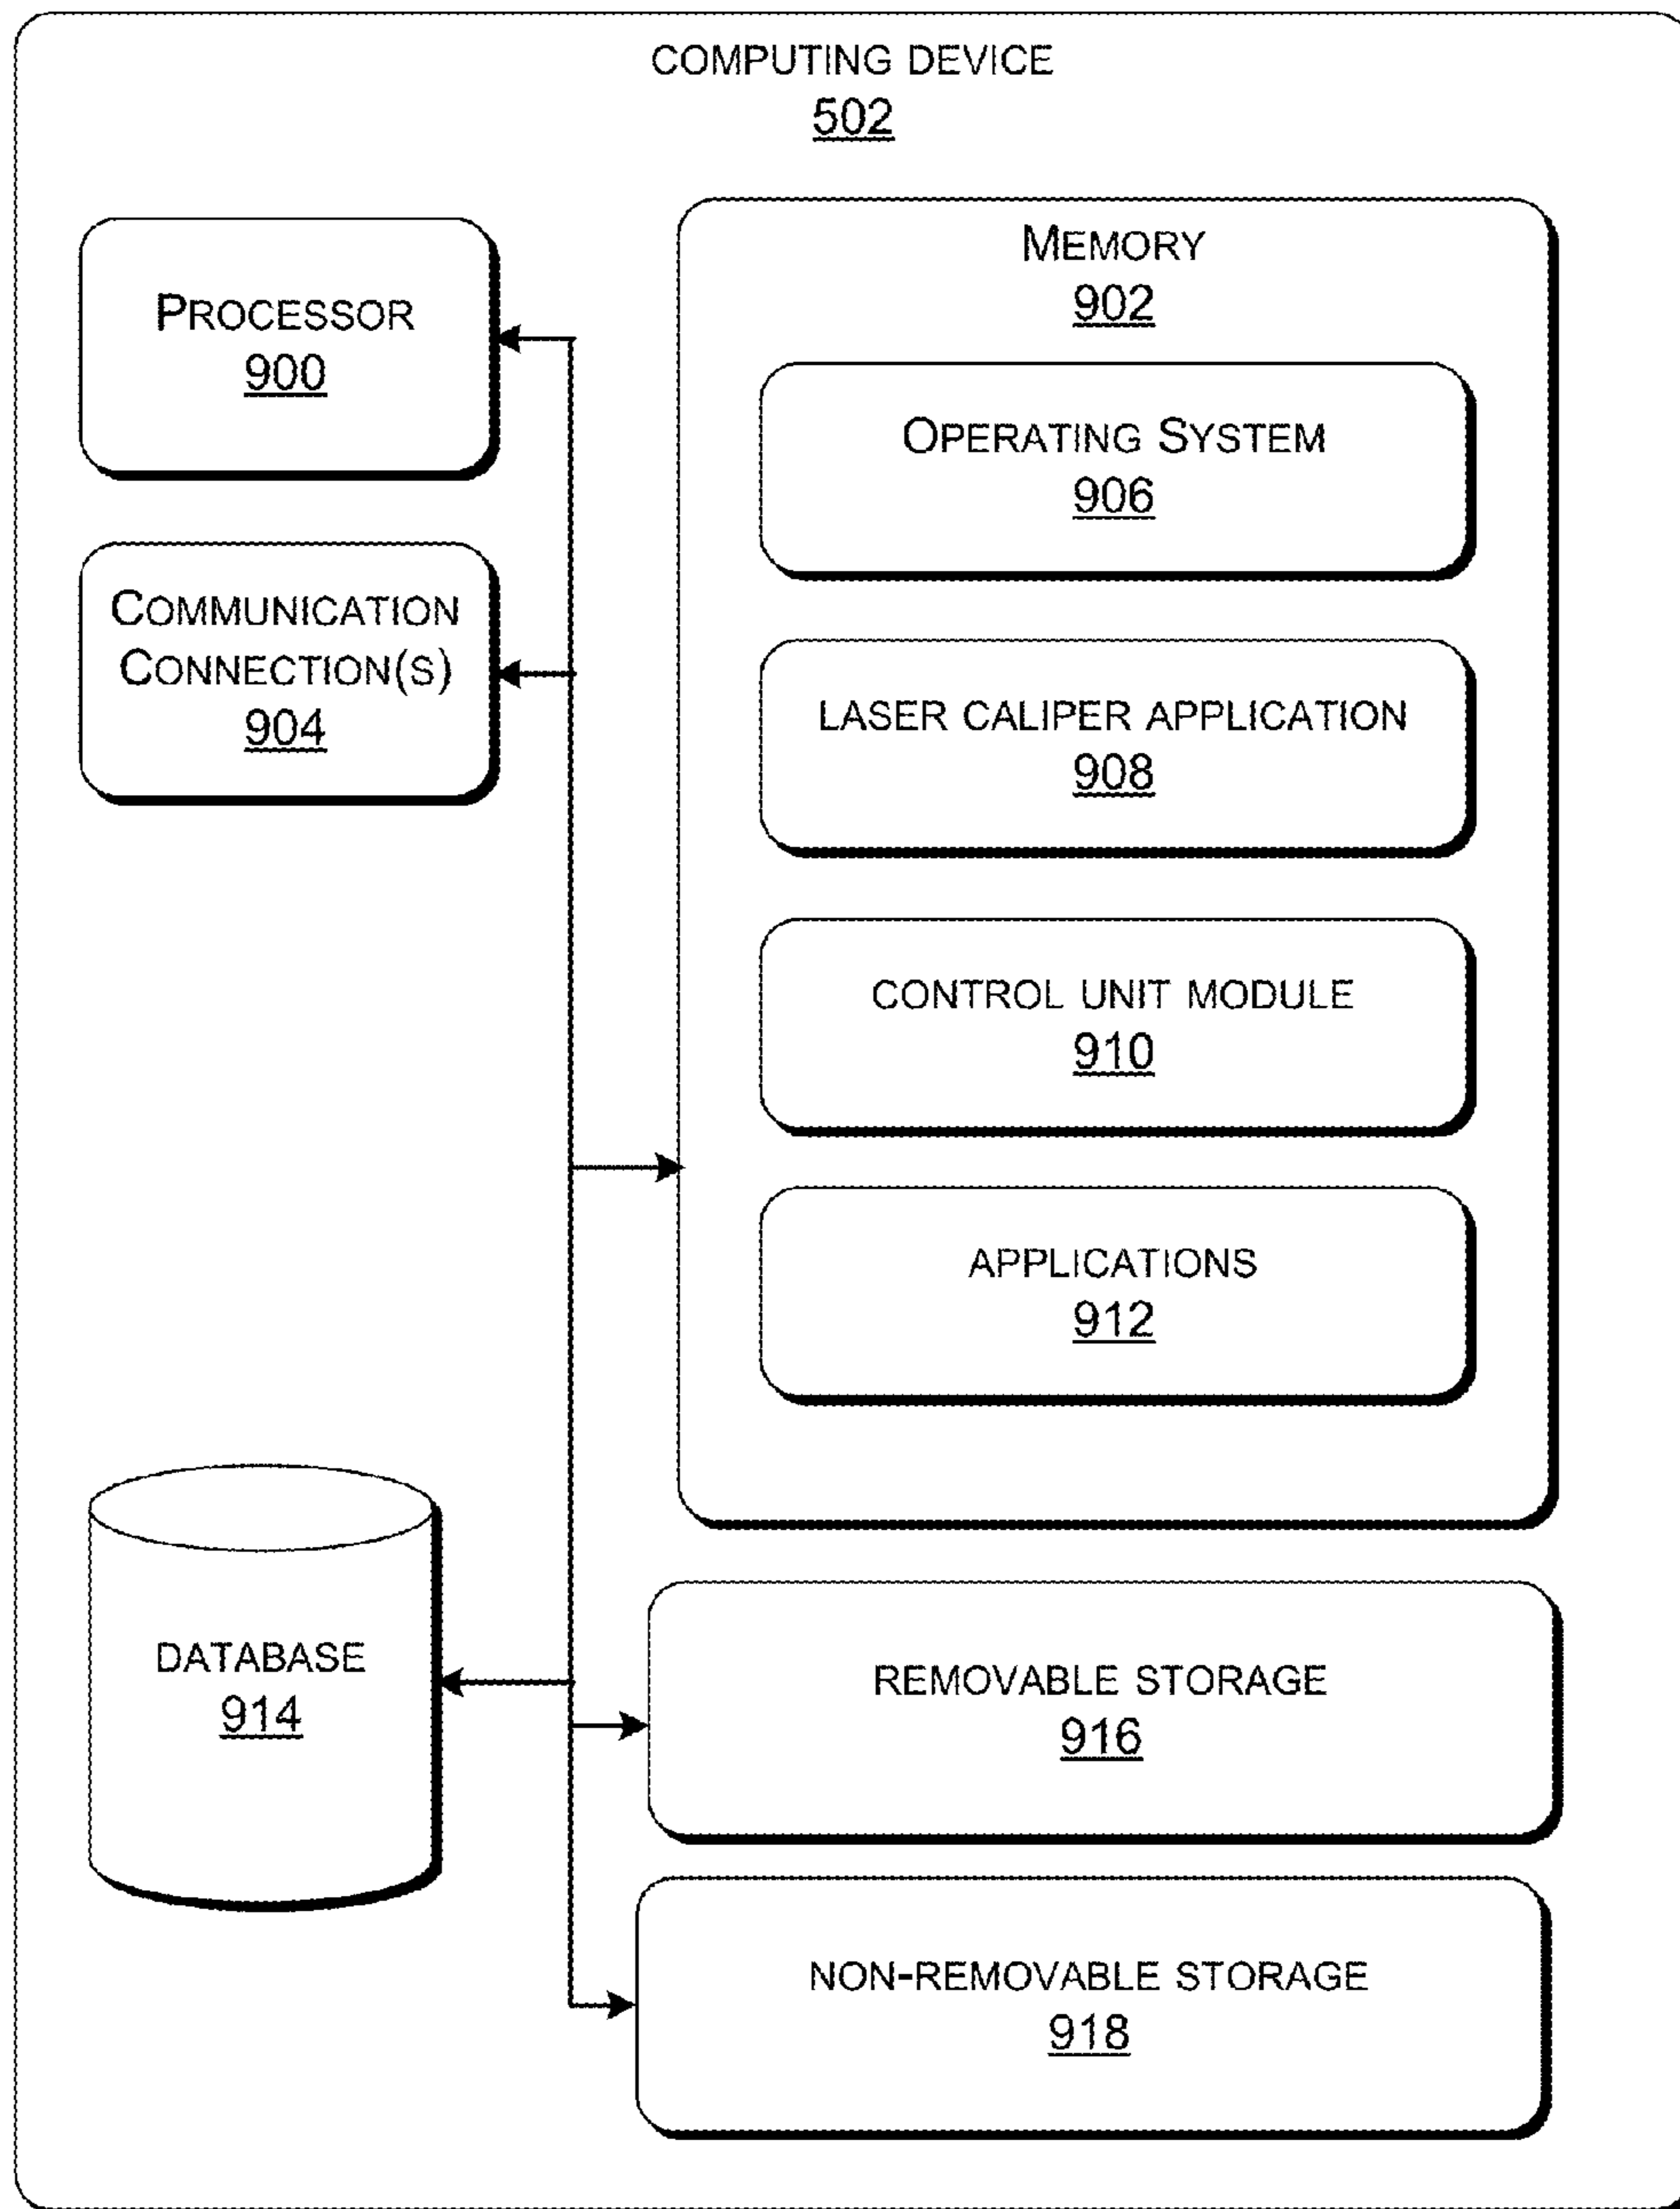 COMPUTING DEVICE
502
PROCESSOR
900
COMMUNICATION
CONNECTION(S)
904
MEMORY
902
OPERATING SYSTEM
906
LASER CALIPER APPLICATION
908
CONTROL UNIT MODULE
910
APPLICATIONS
912
DATABASE
914
REMOVABLE STORAGE
916
NON-REMOVABLE STORAGE
918